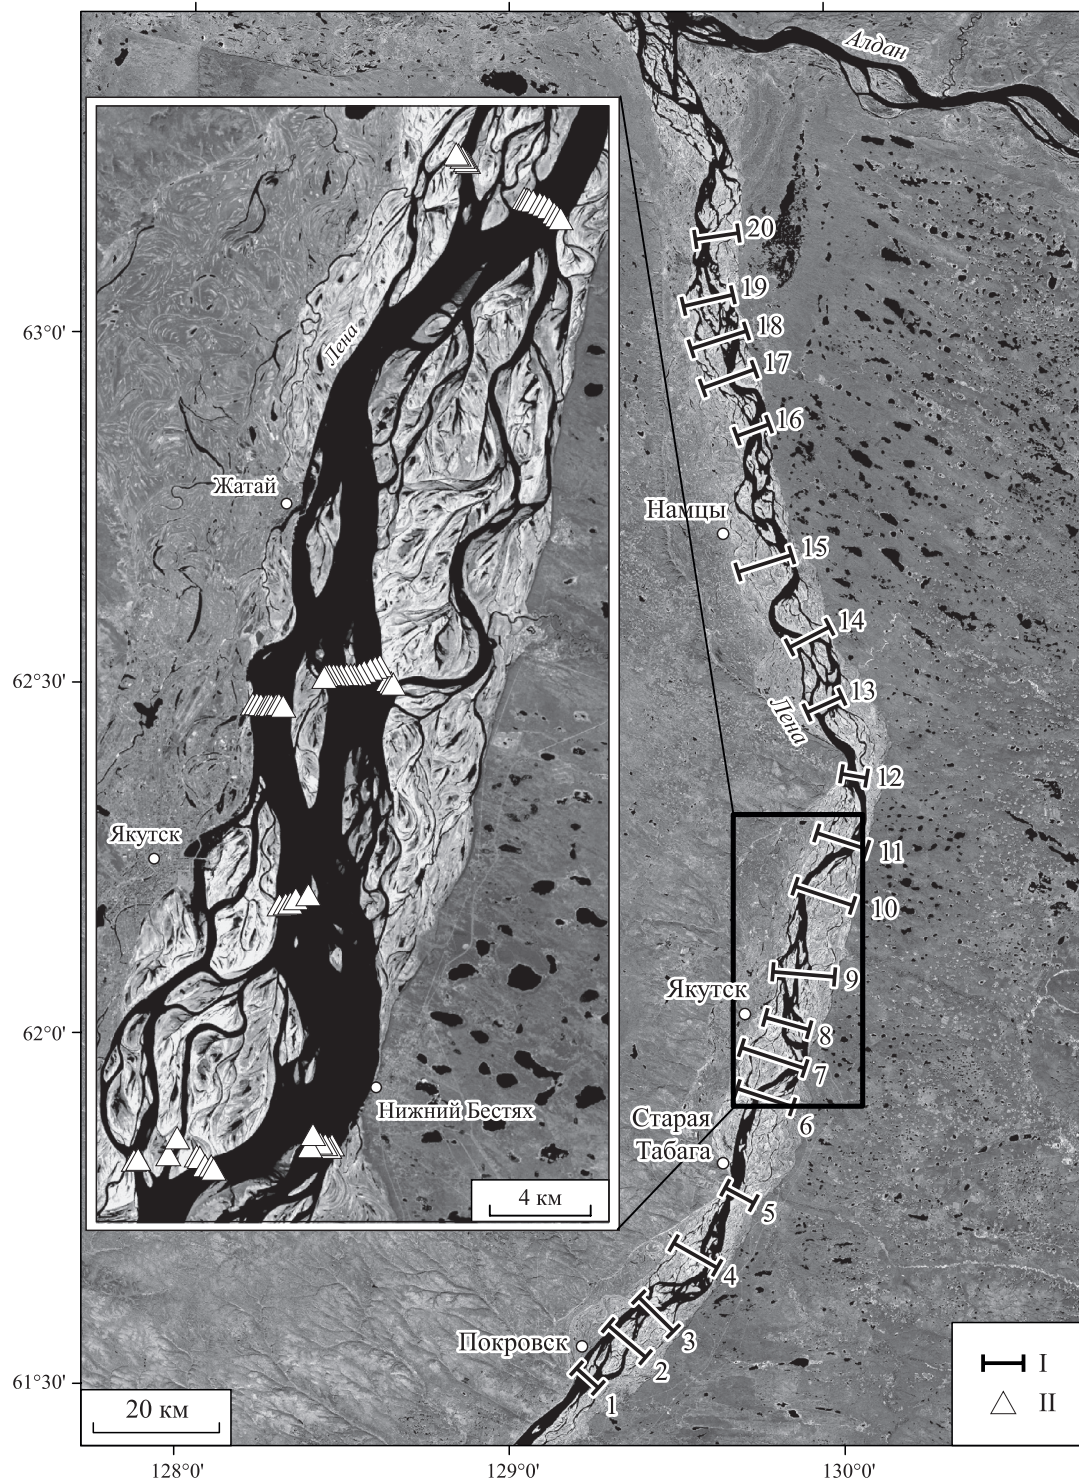 Алдан
20
19
63°0'
Лена
18
17
16
Жатай
Намцы
15
14
62°30'
13
Лена
12
Якутск
11
10
9
Якутск
8
62°0'
7
Нижний Бестях
6
Старая
Табага
4 км
5
4
3
Покровск
2
I
61°30'
1
20 км
II
128°0'
129°0'
130°0'